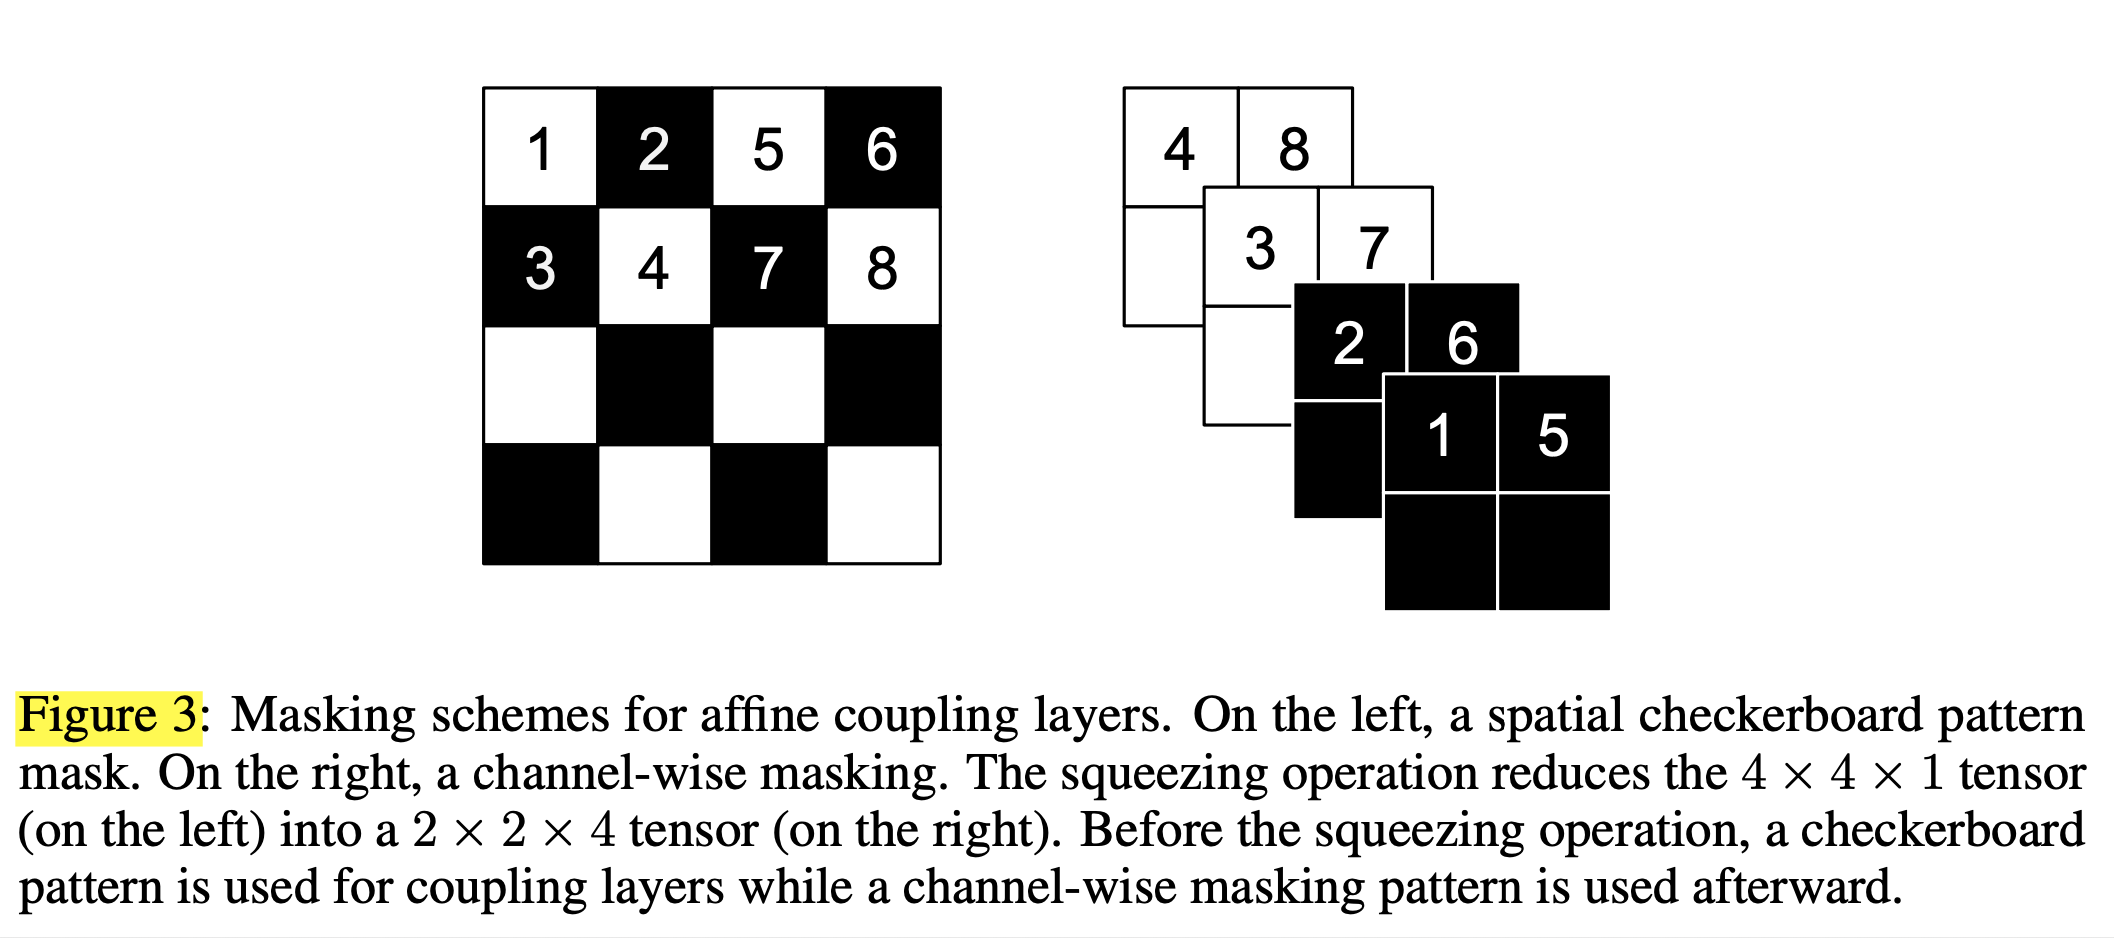 1 2 5 6
3 4 7 8
4 8
3 7
2 6
1 5
Figure 3: Masking schemes for affine coupling layers. On the left, a spatial checkerboard pattern
mask. On the right, a channel-wise masking. The squeezing operation reduces the 4 × 4 × 1 tensor
(on the left) into a 2 × 2 × 4 tensor (on the right). Before the squeezing operation, a checkerboard
pattern is used for coupling layers while a channel-wise masking pattern is used afterward.